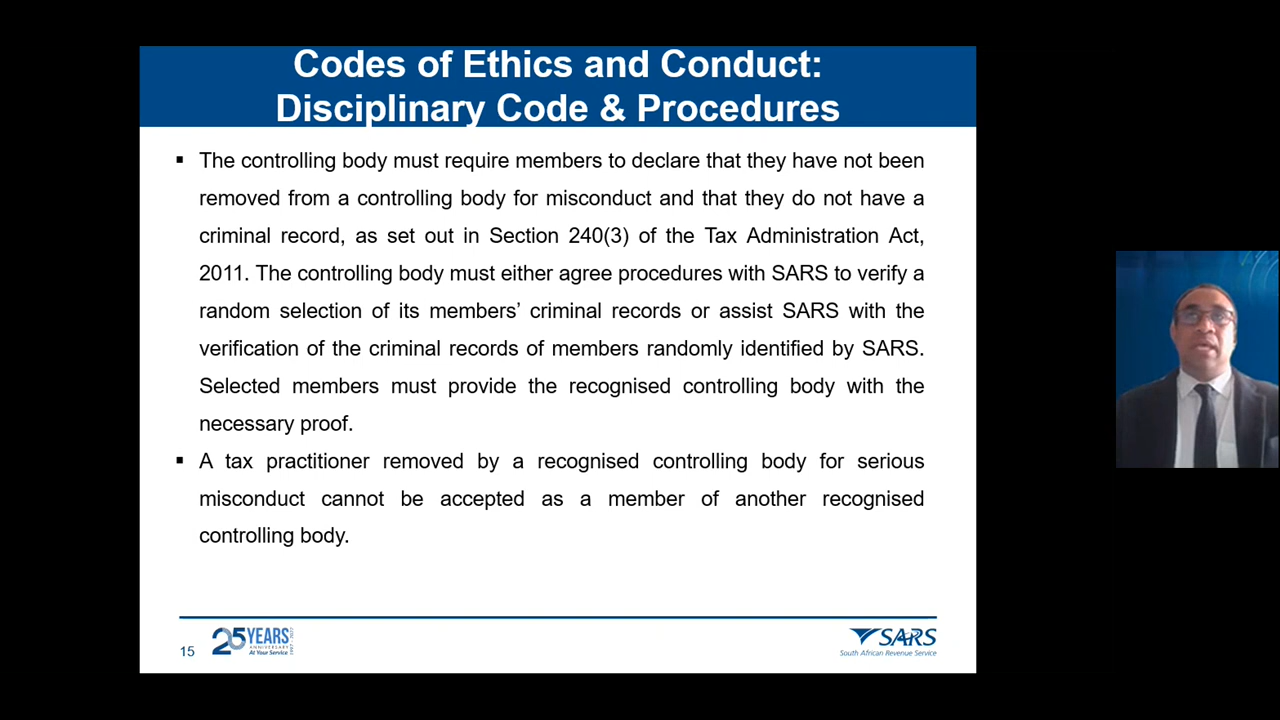 Codes of Ethics and Conduct:
Disciplinary Code & Procedures
▪ The controlling body must require members to declare that they have not been
removed from a controlling body for misconduct and that they do not have a
criminal record, as set out in Section 240(3) of the Tax Administration Act,
2011. The controlling body must either agree procedures with SARS to verify a
random selection of its members’ criminal records or assist SARS with the
verification of the criminal records of members randomly identified by SARS.
Selected members must provide the recognised controlling body with the
necessary proof.
▪ A tax practitioner removed by a recognised controlling body for serious
misconduct cannot be accepted as a member of another recognised
controlling body.
15
25 YEARS
ANNIVERSARY
At Your Service
SARS
South African Revenue Service